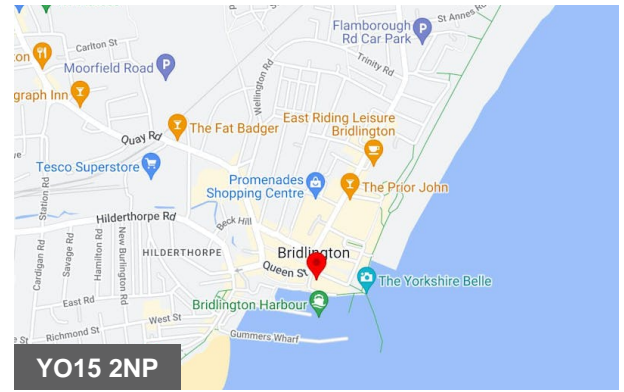 Flamborough
Rd Car Park
St Annes Rd
Carlton St
Moorfield Road
Trinity Rd
Wellington Rd
graph Inn
Quay Rd
The Fat Badger
East Riding Leisure
Bridlington
Tesco Superstore
Promenades
Shopping Centre
The Prior John
Station Rd
Hilderthorpe Rd
Beck Hill
Cardigan Rd
Savage Rd
Hamilton Rd
New Burlington Rd
HILDERTHORPE
Bridlington
Queen St
The Yorkshire Belle
East Rd
Bridlington Harbour
West St
Richmond St
Gummers Wharf
YO15 2NP